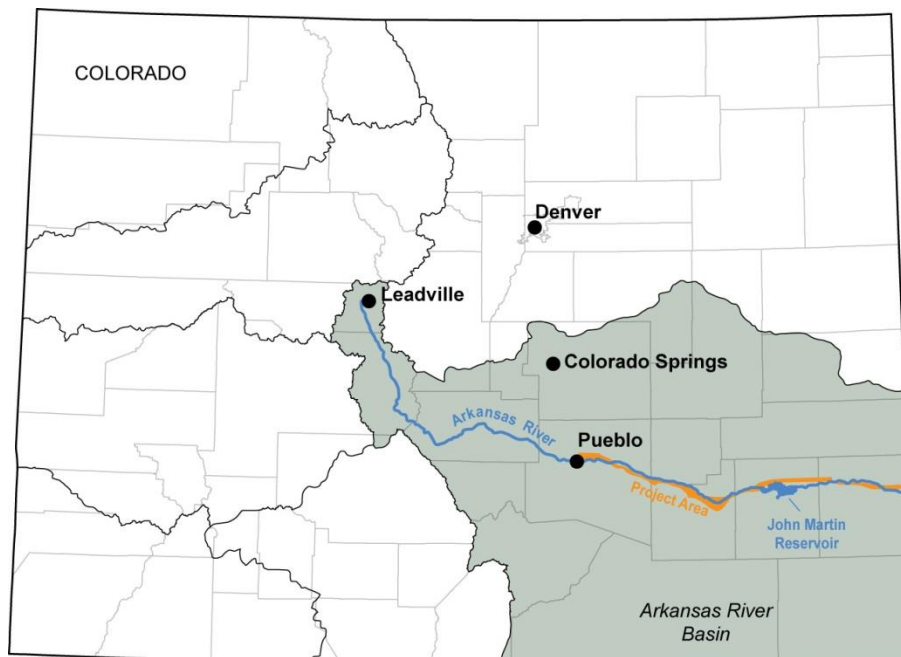 COLORADO
Denver
Leadville
Colorado Springs
Arkansas River
Pueblo
Project Area
John Martin
Reservoir
Arkansas River
Basin